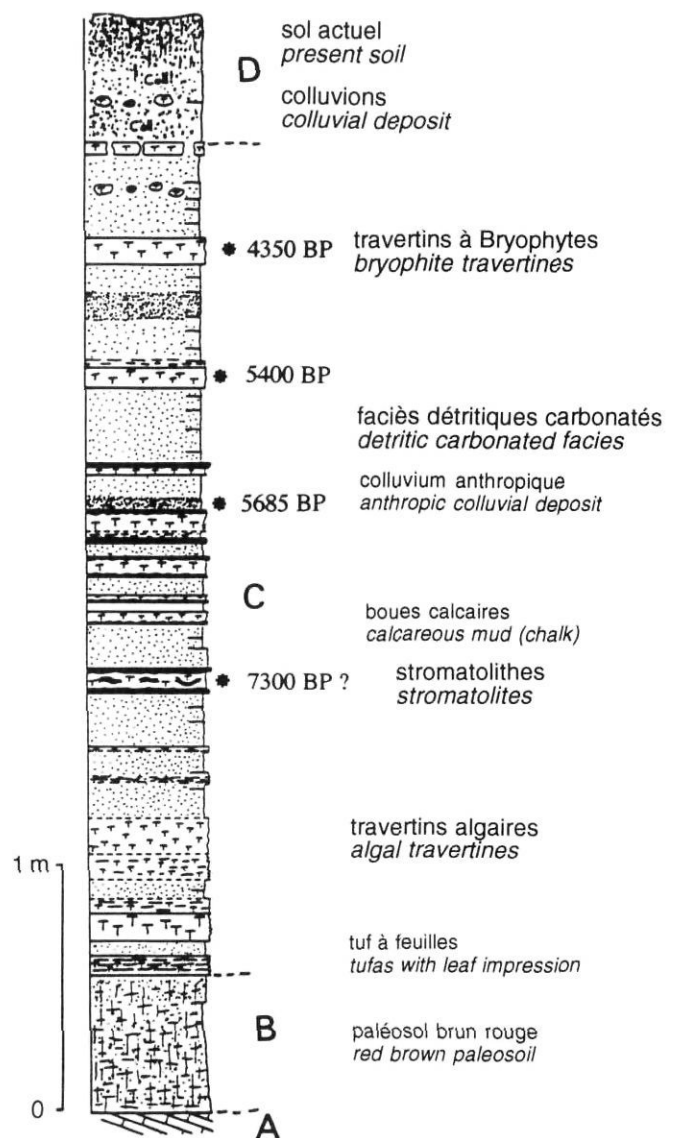 sol actuel
present soil
D
Coll
colluvions
colluvial deposit
Coll
4350 BP
travertins à Bryophytes
bryophite travertines
5400 BP
faciès détritiques carbonatés
detritic carbonated facies
colluvium anthropique
5685 BP
anthropic colluvial deposit
C
boues calcaires
calcareous mud (chalk)
7300 BP ?
stromatolithes
stromatolites
travertins algaires
algal travertines
1 m
tuf à feuilles
tufas with leaf impression
B
paléosol brun rouge
red brown paleosoil
0
A